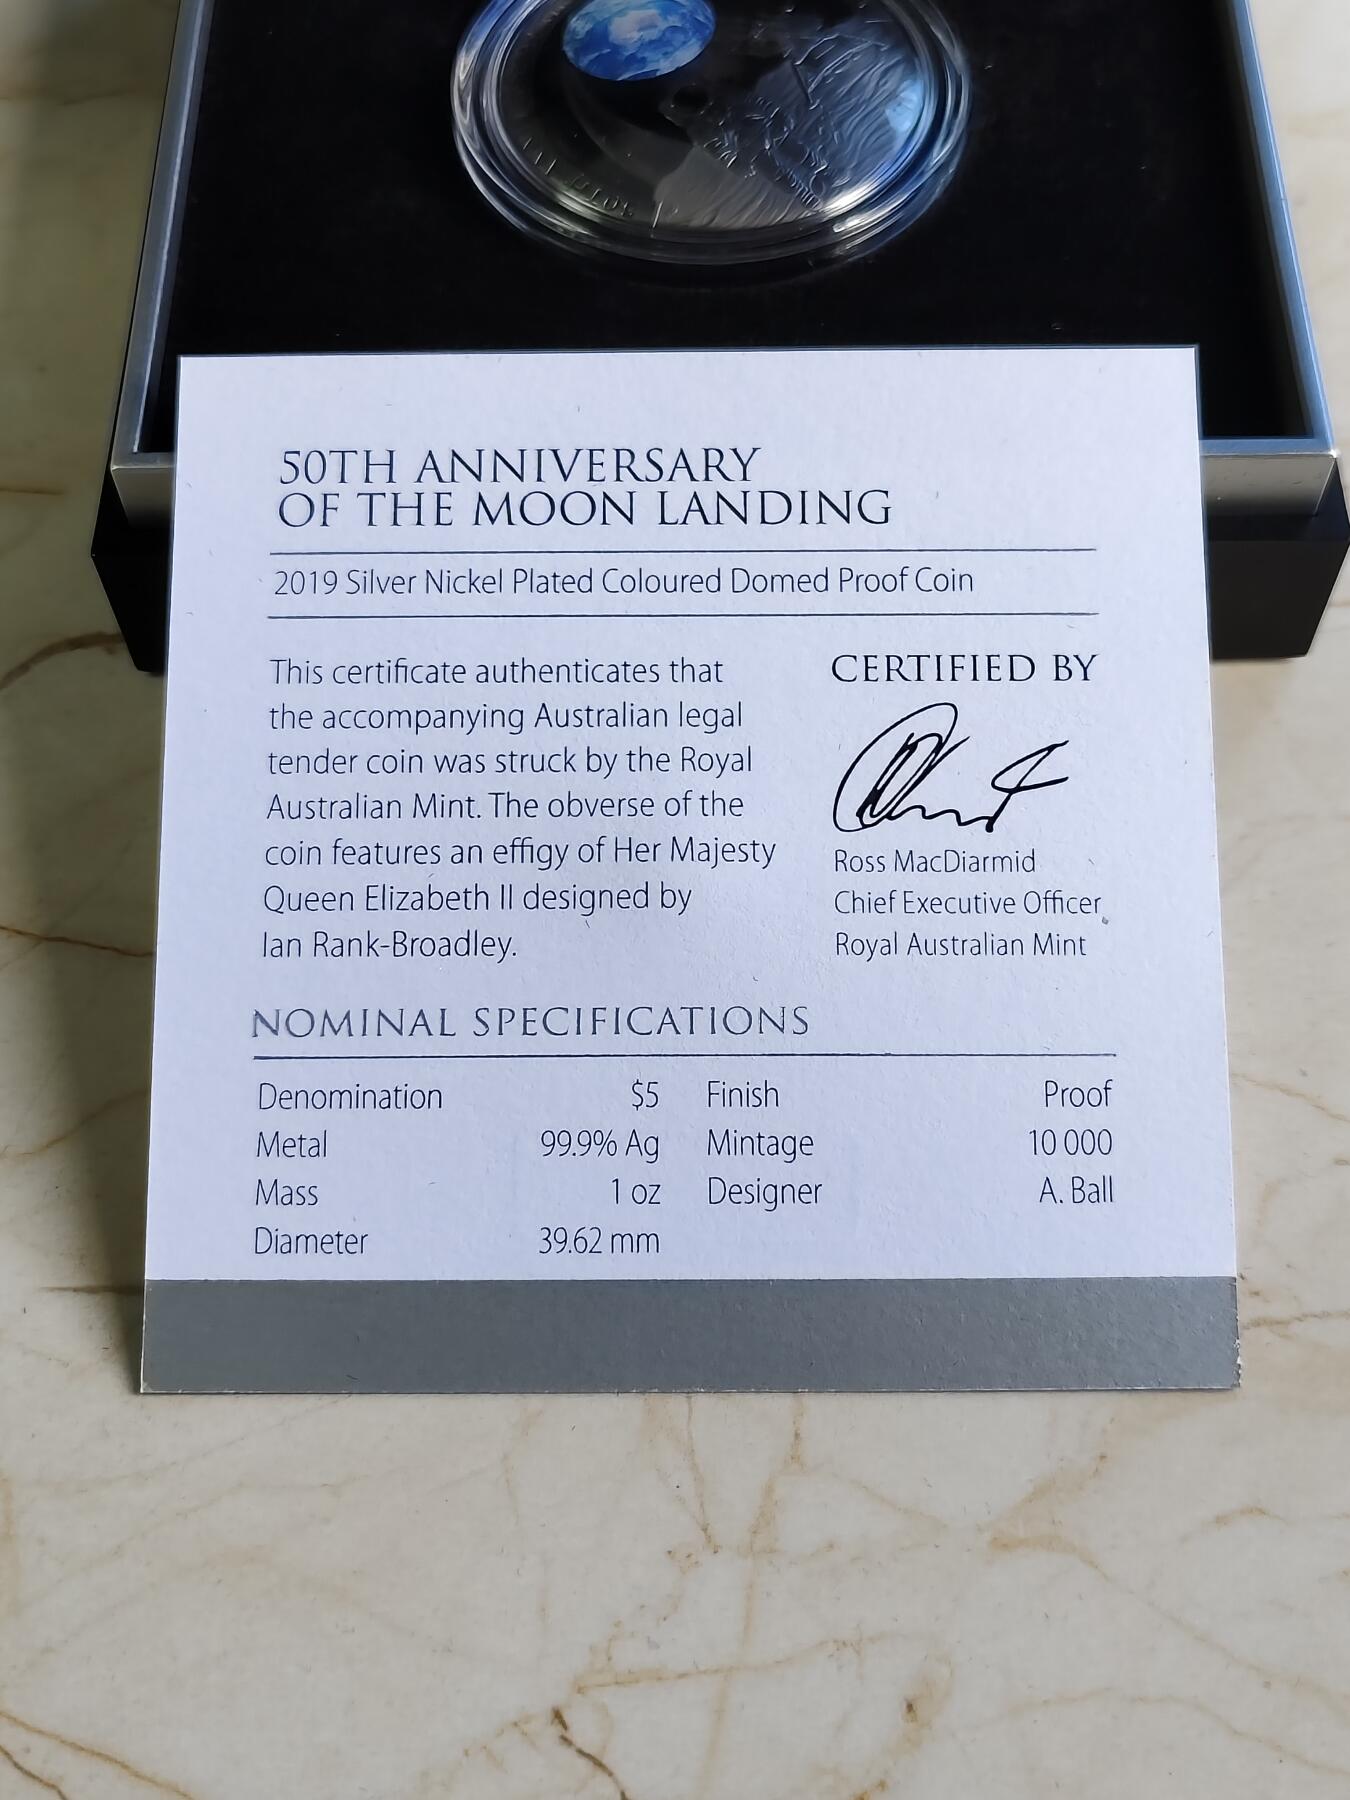 50TH ANNIVERSARY
OF THE MOON LANDING
2019 Silver Nickel Plated Coloured Domed Proof Coin
This certificate authenticates that
the accompanying Australian legal
tender coin was struck by the Royal
Australian Mint. The obverse of the
coin features an effigy of Her Majesty
Queen Elizabeth II designed by
Ian Rank-Broadley.
CERTIFIED BY
Ross MacDiarmid
Chief Executive Officer
Royal Australian Mint
NOMINAL SPECIFICATIONS
Denomination $5 Finish Proof
Metal 99.9% Ag Mintage 10 000
Mass 1 oz Designer A. Ball
Diameter 39.62 mm